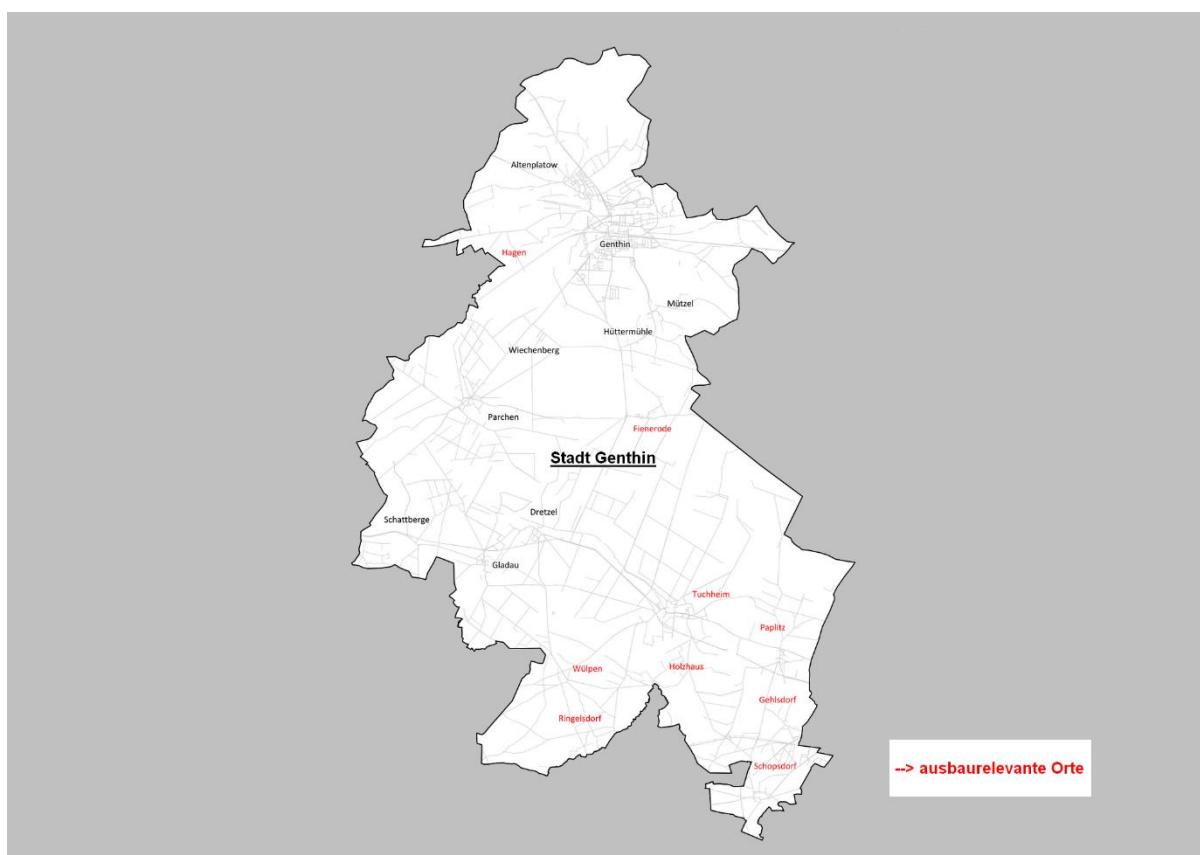 Altenplatow
Genthin
Hagen
Mützel
Hüttermühle
Wiechenberg
Parchen
Fienerode
Stadt Genthin
Dretzel
Schattberge
Gladau
Tuchheim
Paplitz
Wülpen
Holzhaus
Gehlsdorf
Ringelsdorf
Schopsdorf
--> ausbaurelevante Orte